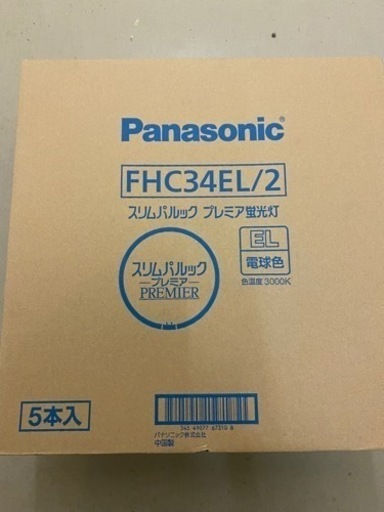 Panasonic®
FHC34EL/2
スリムパルック プレミア蛍光灯
EL
電球色
色温度 3000K
スリムパルック
プレミア
PREMIER
5本入
パナソニック株式会社
中国製